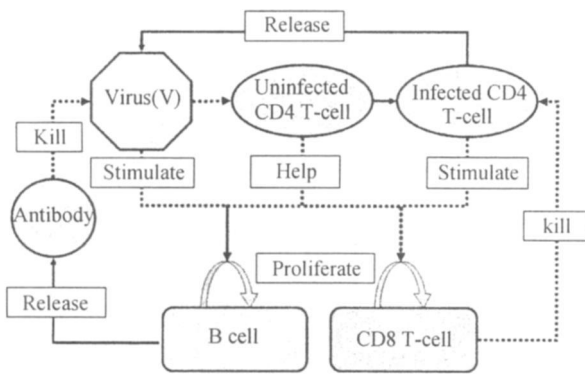 Release
Virus(V)
Uninfected
CD4 T-cell
Infected CD4
T-cell
Kill
Stimulate
Help
Stimulate
Antibody
kill
Proliferate
Release
B cell
CD8 T-cell